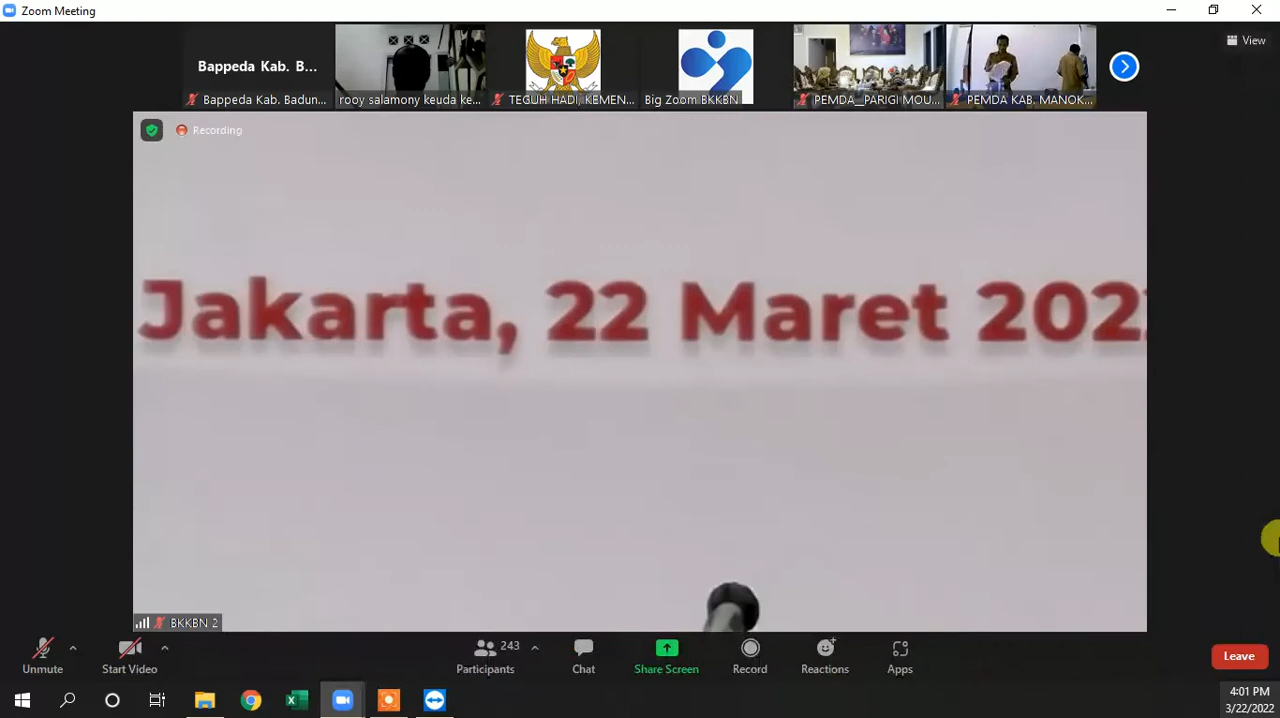 Zoom Meeting
Bappeda Kab. B...
Bappeda Kab. Badun...
rooy salamony keuda ke...
TEGUH HADI, KEMEN...
Big Zoom BKKBN
PEMDA_PARIGI MOU...
PEMDA KAB. MANOK...
View
Recording
Jakarta, 22 Maret 202
BKKBN 2
Unmute
Start Video
243
Participants
Chat
Share Screen
Record
Reactions
Apps
Leave
4:01 PM
3/22/2022